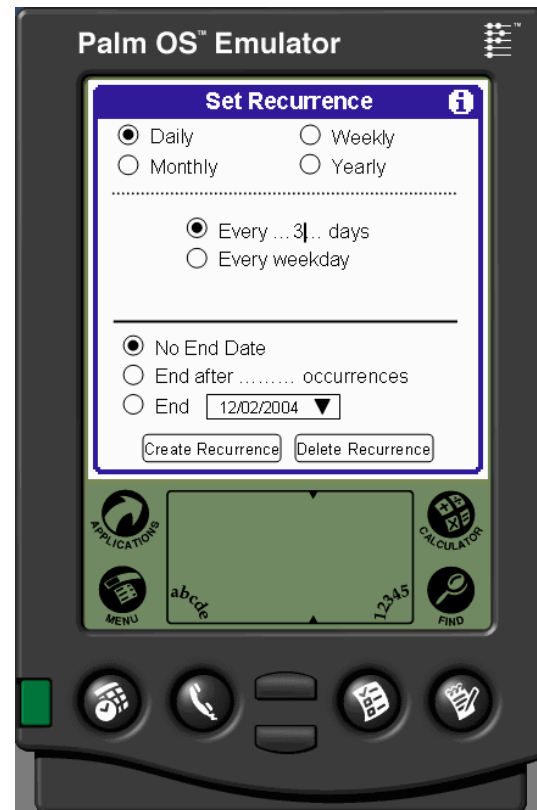 Palm OS™ Emulator
™
Set Recurrence
Daily
Weekly
Monthly
Yearly
Every ...3... days
Every weekday
No End Date
End after ......... occurrences
End 12/02/2004
Create Recurrence
Delete Recurrence
APPLICATIONS
CALCULATOR
MENU
abcde
12345
FIND